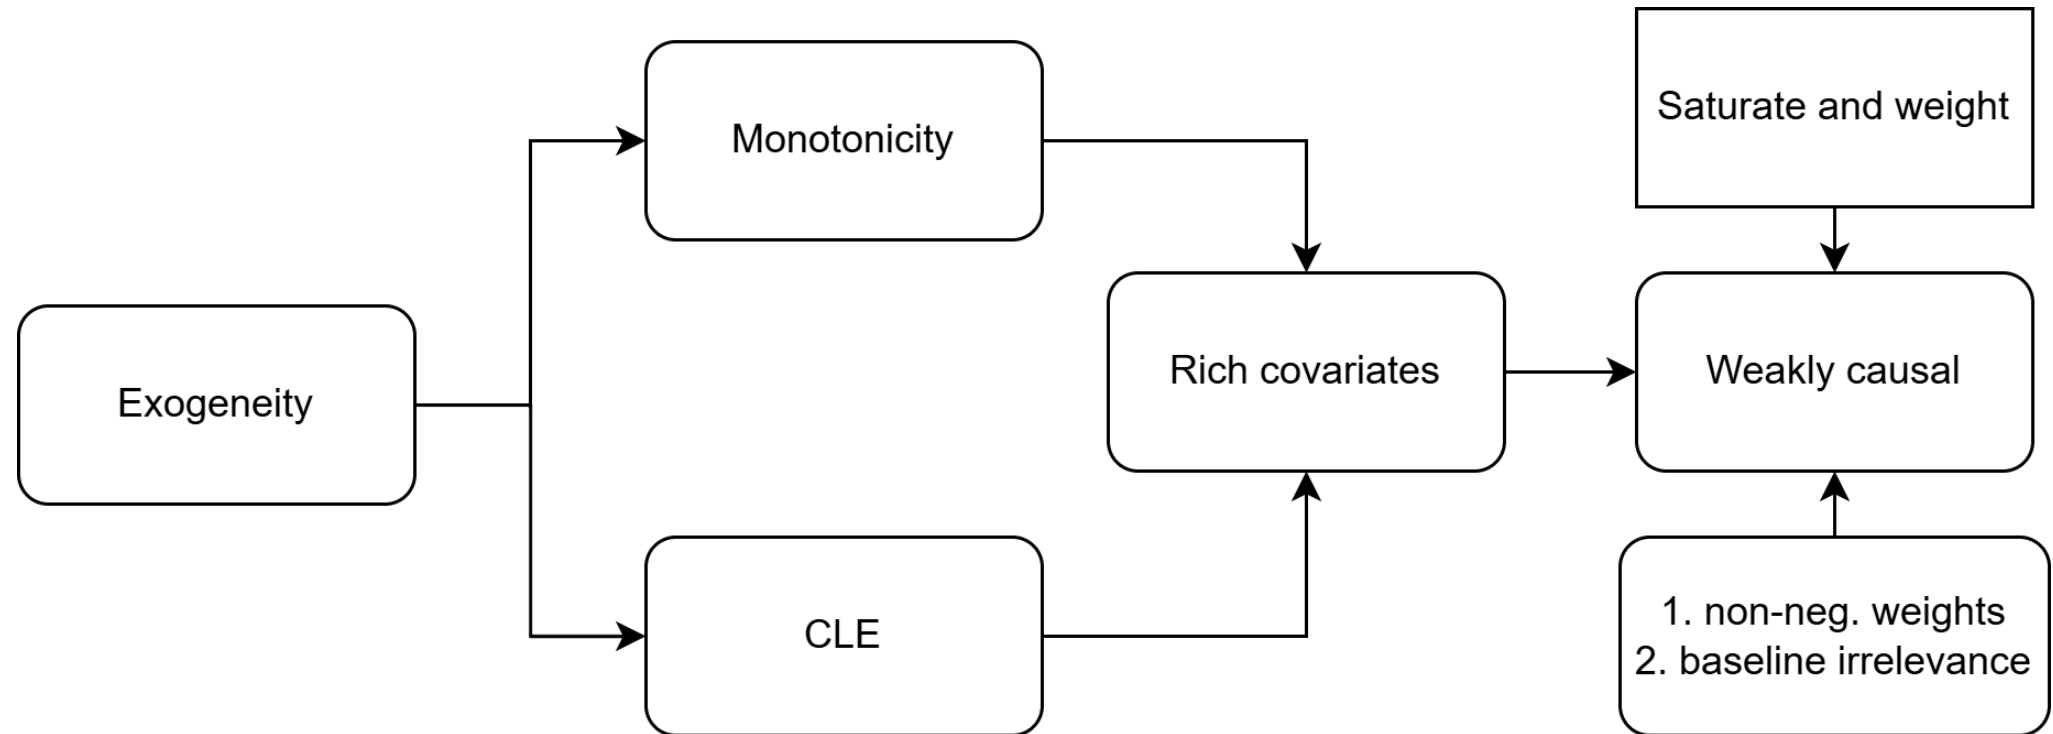 Exogeneity
Monotonicity
CLE
Rich covariates
Saturate and weight
Weakly causal
1. non-neg. weights
2. baseline irrelevance